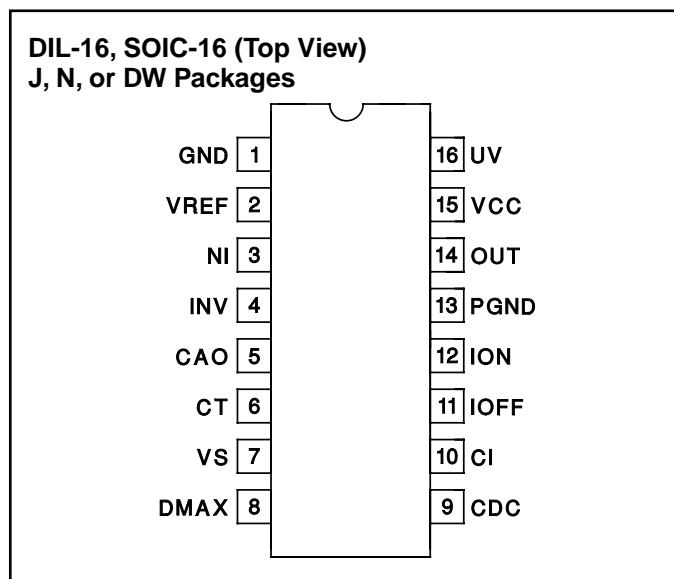 DIL-16, SOIC-16 (Top View)
J, N, or DW Packages
GND 1 16 UV
VREF 2 15 VCC
NI 3 14 OUT
INV 4 13 PGND
CAO 5 12 ION
CT 6 11 IOFF
VS 7 10 CI
DMAX 8 9 CDC